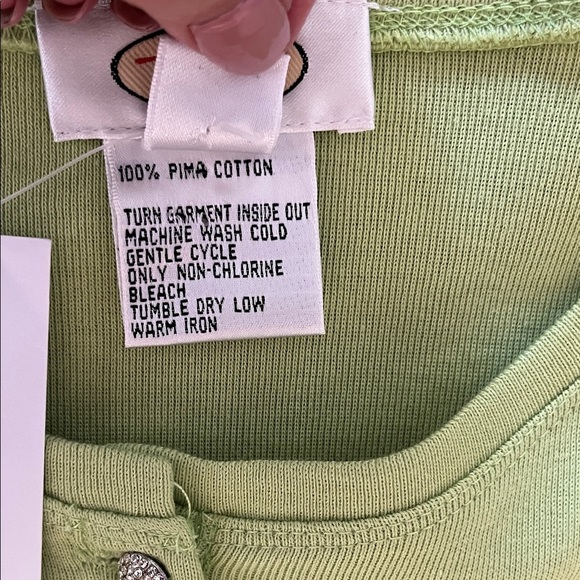 100% PIMA COTTON
TURN GARMENT INSIDE OUT
MACHINE WASH COLD
GENTLE CYCLE
ONLY NON-CHLORINE
BLEACH
TUMBLE DRY LOW
WARM IRON